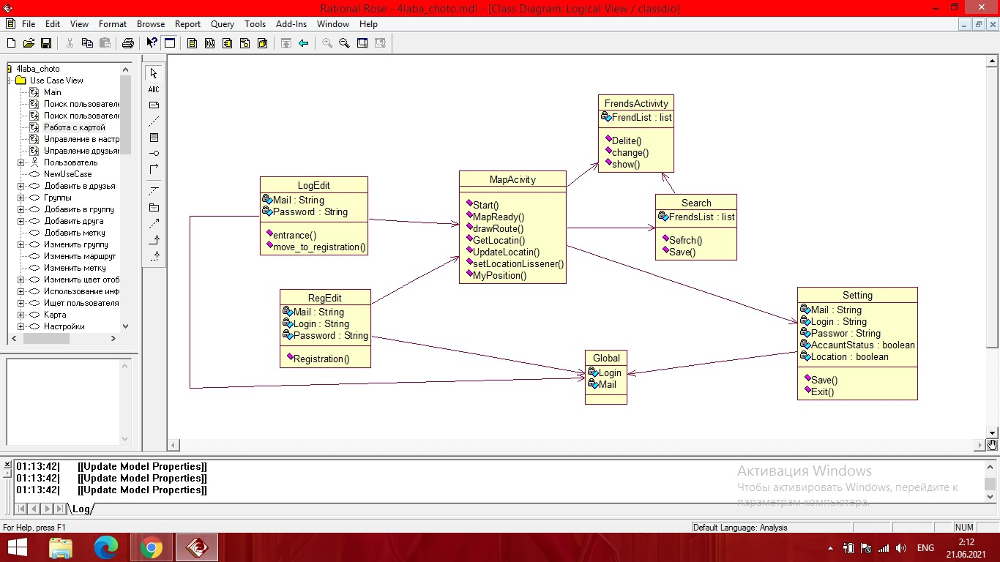 Rational Rose - 4laba_choto.mdl - [Class Diagram: Logical View / classdio]
File Edit View Format Browse Report Query Tools Add-Ins Window Help
4laba_choto
Use Case View
Main
Поиск пользователе
Поиск пользователе
Работа с картой
Управление в настр
Управление друзья
Пользователь
NewUseCase
Добавить в друзья
Группы
Добавить в группу
Добавить друга
Добавить метку
Изменить группу
Изменить маршрут
Изменить метку
Изменить цвет отоб
Использование инф
Ищет пользователя
Карта
Настройки
ABC
FrendsActivivty
FrendList : list
Delite()
change()
show()
LogEdit
Mail : String
Password : String
entrance()
move_to_registration()
MapAcivity
Start()
MapReady()
drawRoute()
GetLocatin()
UpdateLocatin()
setLocationLissener()
MyPosition()
Search
FrendsList : list
Sefrch()
Save()
RegEdit
Mail : String
Login : String
Password : String
Registration()
Setting
Mail : String
Login : String
Passwor : String
AccauntStatus : boolean
Location : boolean
Save()
Exit()
Global
Login
Mail
01:13:42| [[Update Model Properties]]
01:13:42| [[Update Model Properties]]
01:13:42| [[Update Model Properties]]
Log
Активация Windows
Чтобы активировать Windows, перейдите к
параметрам компьютера.
For Help, press F1
Default Language: Analysis
NUM
ENG
2:12
21.06.2021